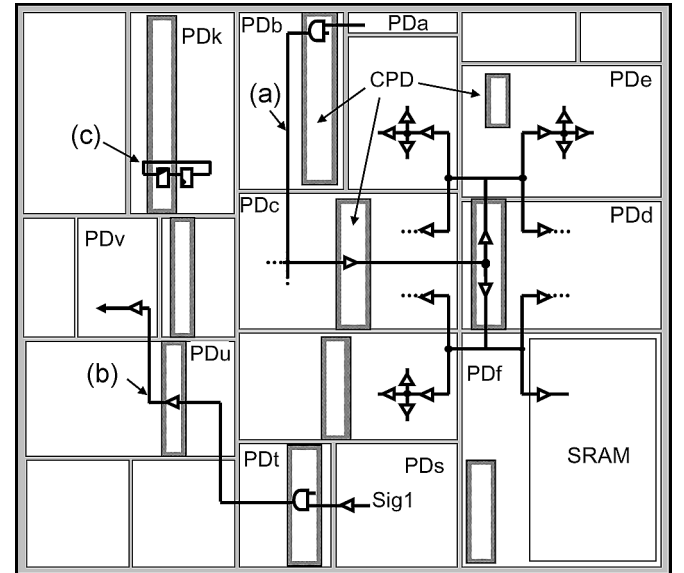 PDk
PDb
PDa
(a)
CPD
PDe
(c)
PDc
PDd
PDv
PDu
(b)
PDf
PDt
PDs
Sig1
SRAM